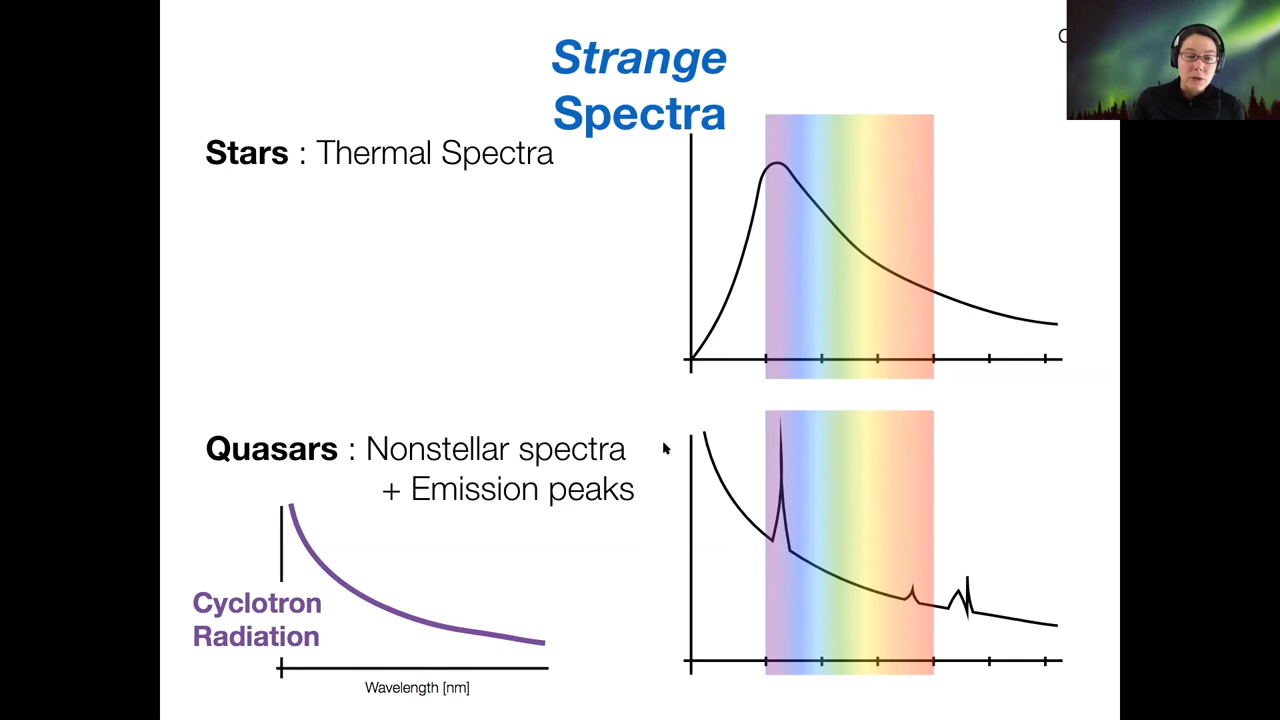 Strange
Spectra
Stars : Thermal Spectra
Quasars : Nonstellar spectra
+ Emission peaks
Cyclotron
Radiation
Wavelength [nm]